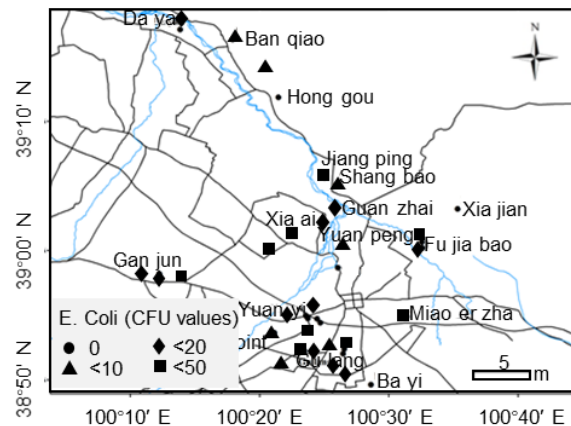 Da ya
Ban qiao
Hong gou
39°10' N
Jiang ping
Shang bao
Guan zhai
Xia jian
Xia ai
Yuan peng
Fu jia bao
39°00' N
Gan jun
E. Coli (CFU values)
0
<20
<10
<50
Yuan yi
Miao er zha
oint
Gu lang
Ba yi
5
m
38°50' N
100°10' E
100°20' E
100°30' E
100°40' E